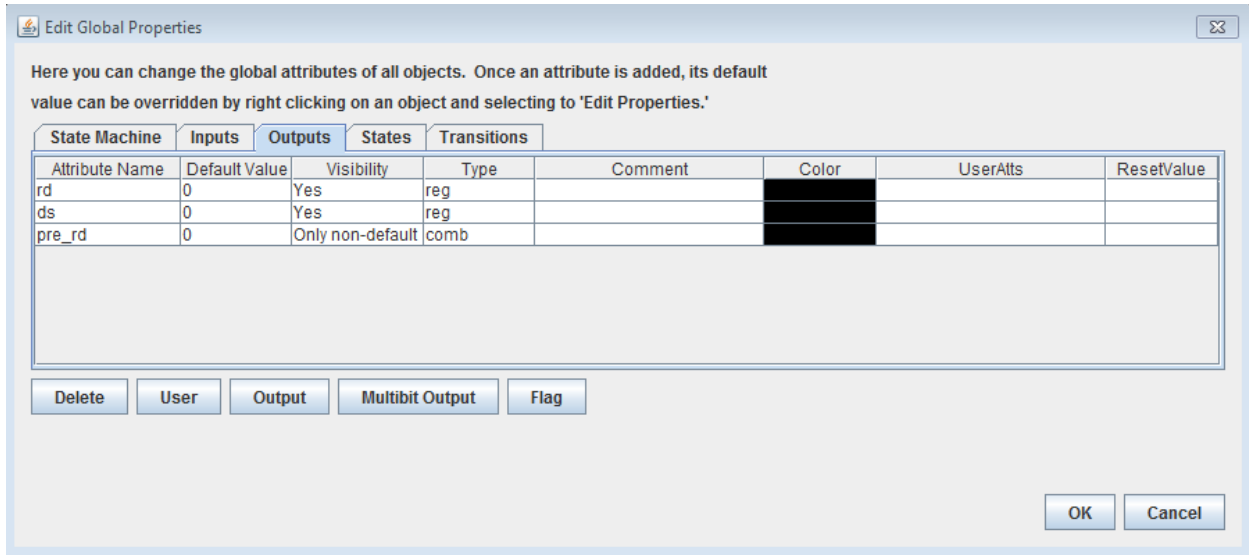 Edit Global Properties
Here you can change the global attributes of all objects.  Once an attribute is added, its default
value can be overridden by right clicking on an object and selecting to 'Edit Properties.'
State Machine Inputs Outputs States Transitions
Attribute Name Default Value Visibility Type Comment Color UserAtts ResetValue
rd 0 Yes reg
ds 0 Yes reg
pre_rd 0 Only non-default comb
Delete User Output Multibit Output Flag
OK Cancel